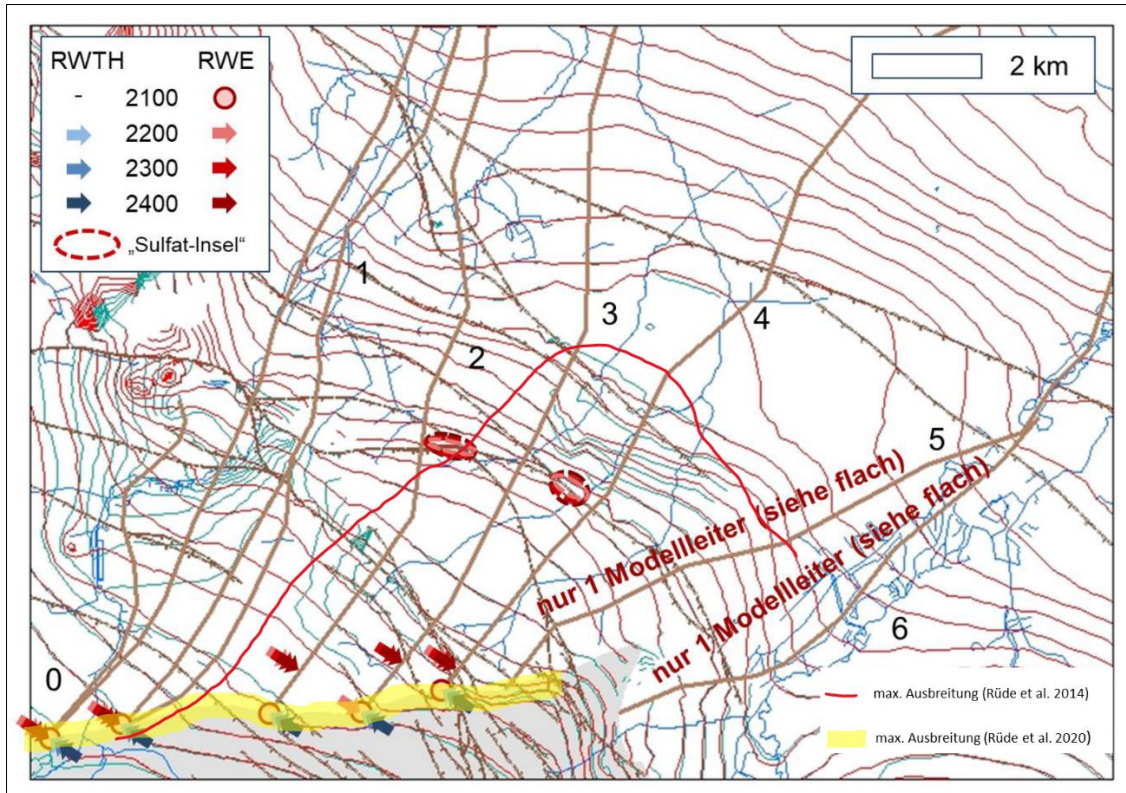 RWTH RWE
- 2100
2200
2300
2400
„Sulfat-Insel“
2 km
1
2
3
4
5
nur 1 Modellleiter (siehe flach)
nur 1 Modellleiter (siehe flach)
6
0
max. Ausbreitung (Rüde et al. 2014)
max. Ausbreitung (Rüde et al. 2020)